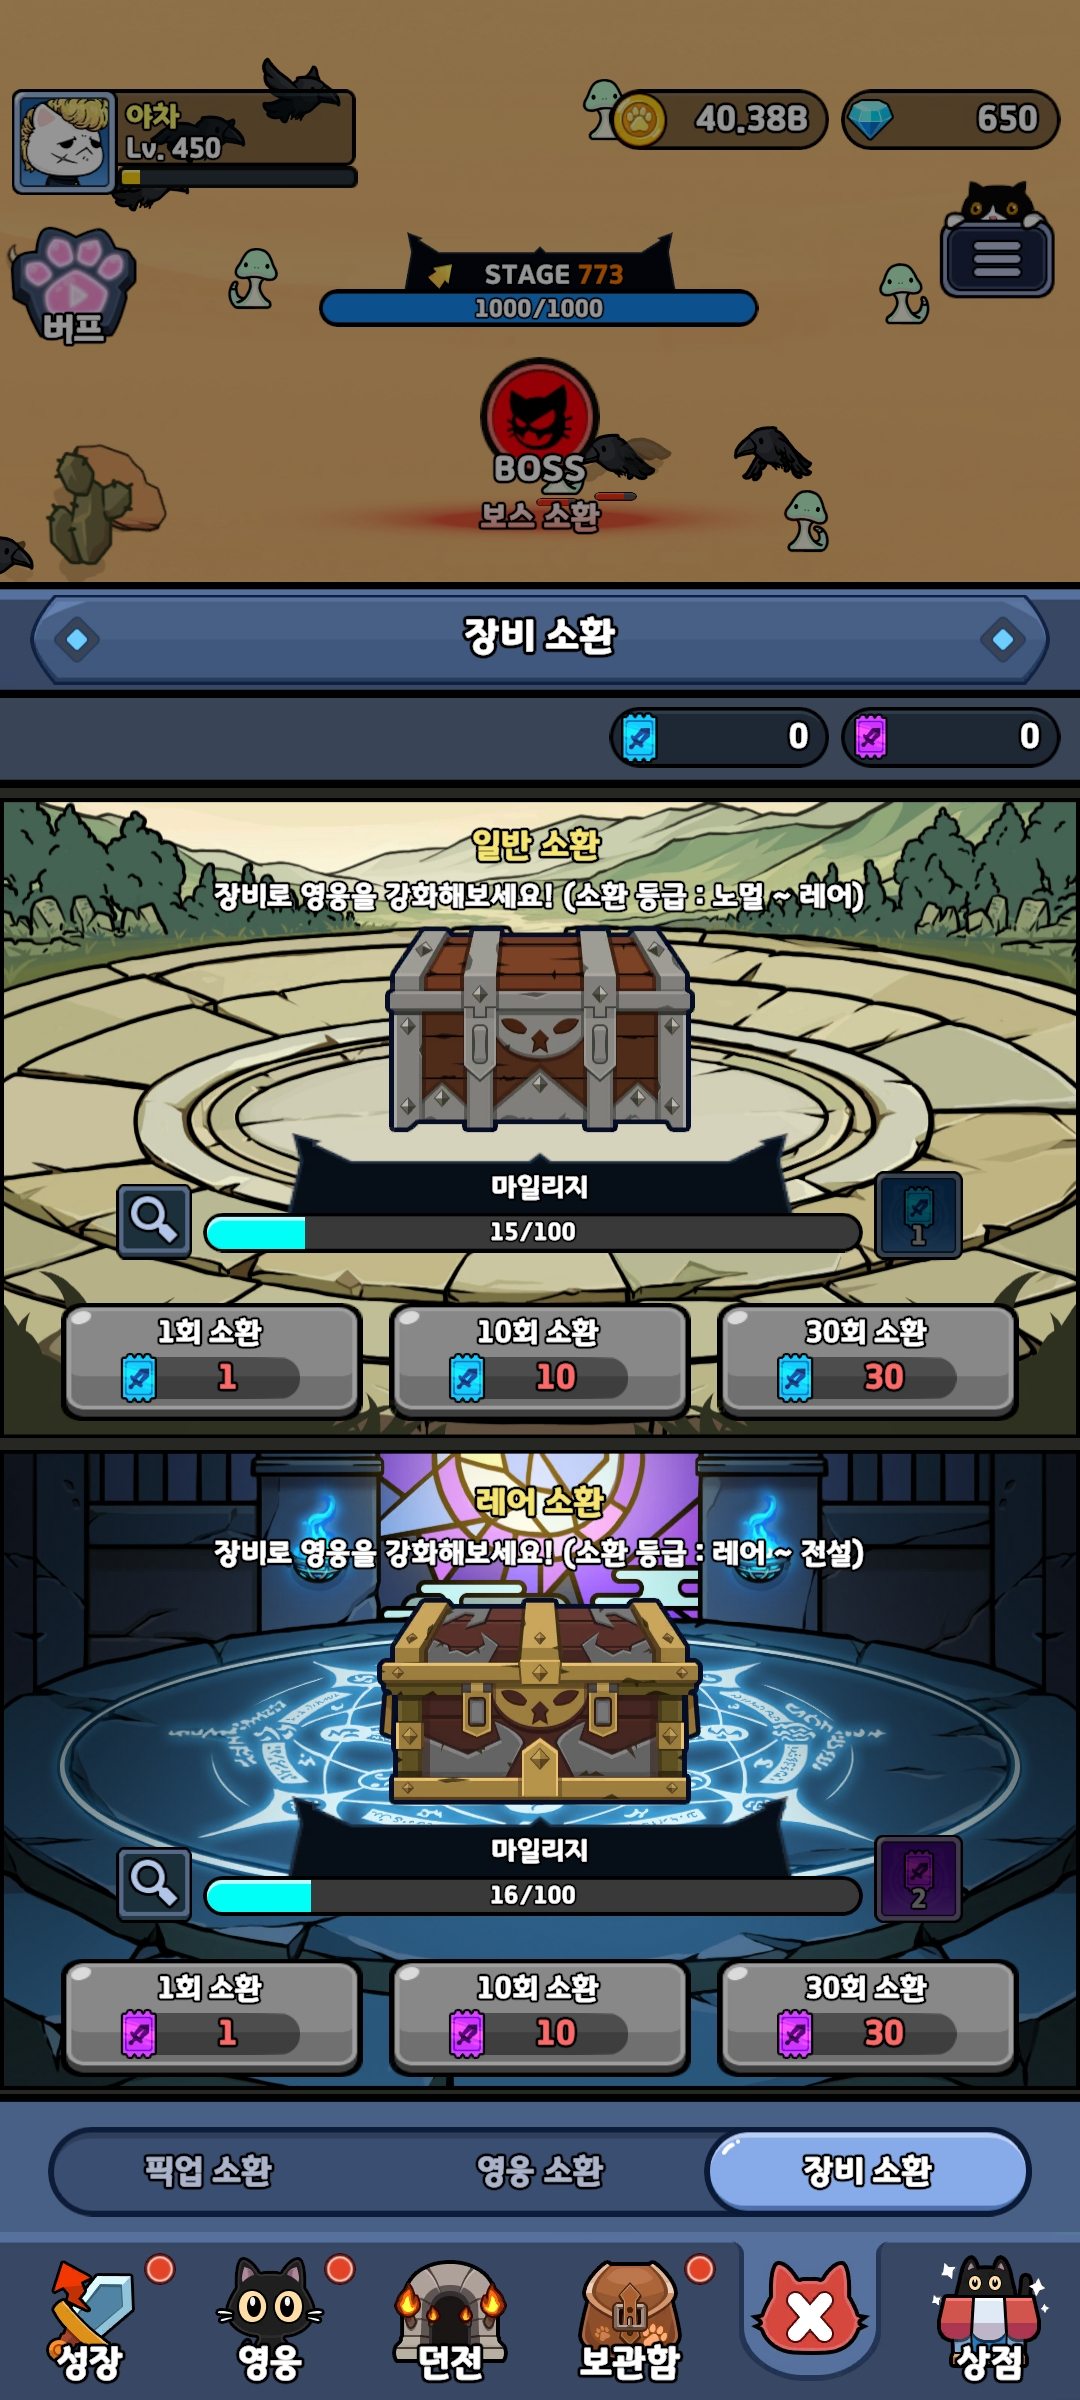 야차
Lv. 450
40.38B
650
버프
STAGE 773
1000/1000
BOSS
보스 소환
장비 소환
0
0
일반 소환
장비로 영웅을 강화해보세요! (소환 등급 : 노멀 ~ 레어)
마일리지
15/100
1
1회 소환
1
10회 소환
10
30회 소환
30
레어 소환
장비로 영웅을 강화해보세요! (소환 등급 : 레어 ~ 전설)
마일리지
16/100
2
1회 소환
1
10회 소환
10
30회 소환
30
픽업 소환
영웅 소환
장비 소환
성장
영웅
던전
보관함
상점